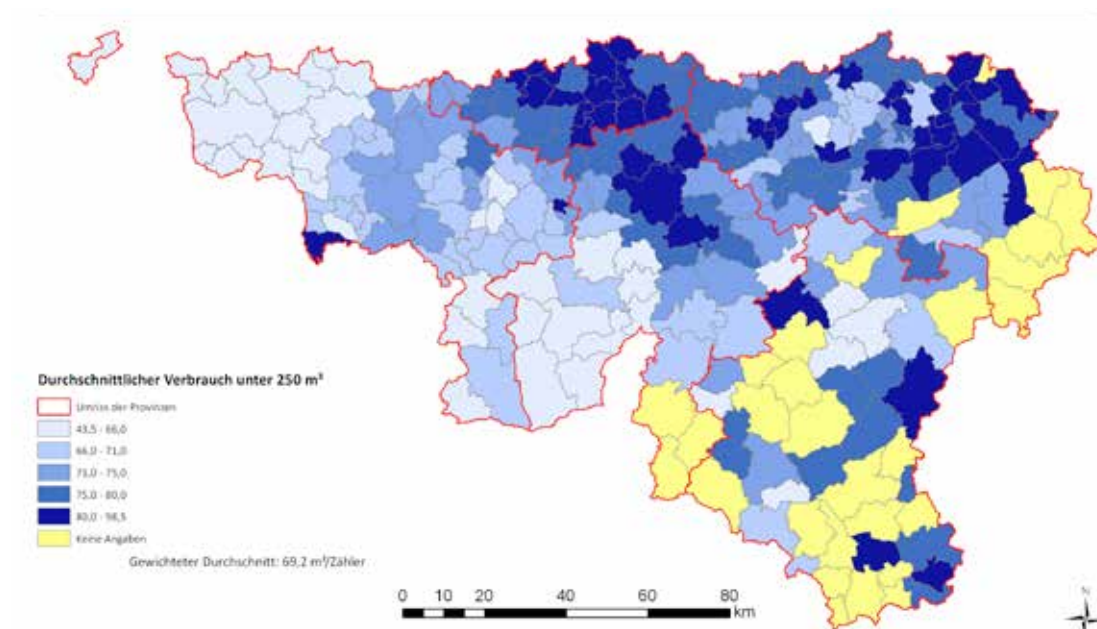 Durchschnittlicher Verbrauch unter 250 m³
Umriss der Provinzen
43,5 - 66,0
66,0 - 71,0
71,0 - 75,0
75,0 - 80,0
80,0 - 98,5
Keine Angaben
Gewichteter Durchschnitt: 69,2 m³/Zähler
0 5 10 20 40 60 80
km
N